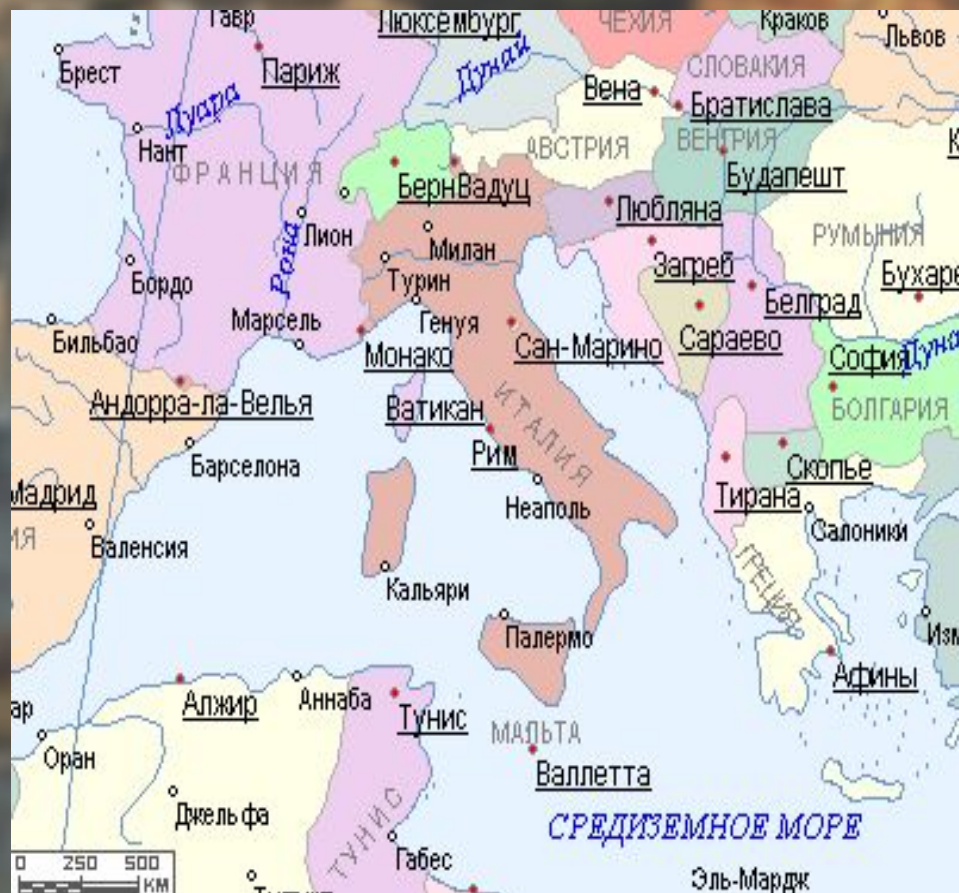 Гавр
Люксембург
ЧЕХИЯ
Краков
Львов
Брест
Париж
Дунай
СЛОВАКИЯ
Вена
Братислава
Луара
Нант
АВСТРИЯ
ВЕНГРИЯ
ФРАНЦИЯ
Берн
Вадуц
Будапешт
Любляна
Лион
Милан
РУМЫНИЯ
Рона
Турин
Загреб
Бордо
Белград
Марсель
Генуя
Бильбао
Монако
Сан-Марино
Сараево
София
Андорра-ла-Велья
Ватикан
ИТАЛИЯ
БОЛГАРИЯ
Рим
Барселона
Скопье
Мадрид
Неаполь
Тирана
Салоники
Валенсия
ГРЕЦИЯ
Кальяри
Палермо
Афины
Алжир
Аннаба
Тунис
МАЛЬТА
Оран
Валлетта
Джельфа
СРЕДИЗЕМНОЕ МОРЕ
ТУНИС
Габес
0 250 500
КМ
Эль-Мардж